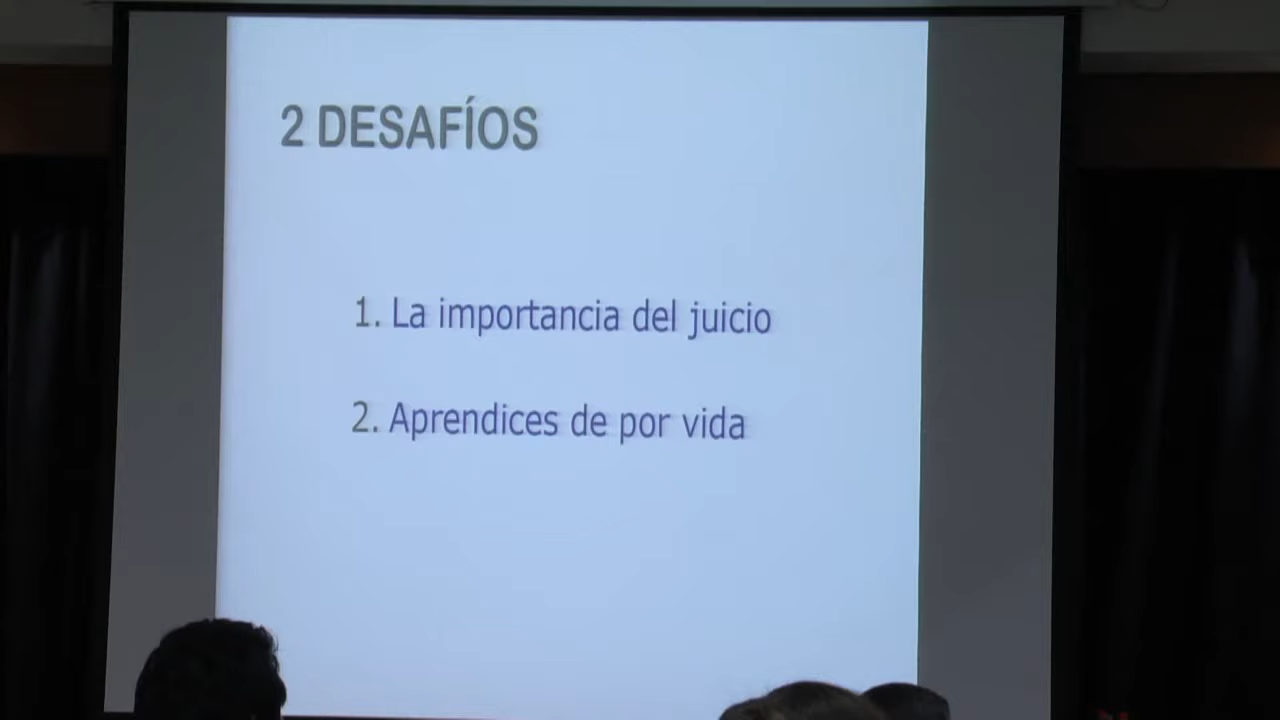 2 DESAFÍOS
1. La importancia del juicio
2. Aprendices de por vida